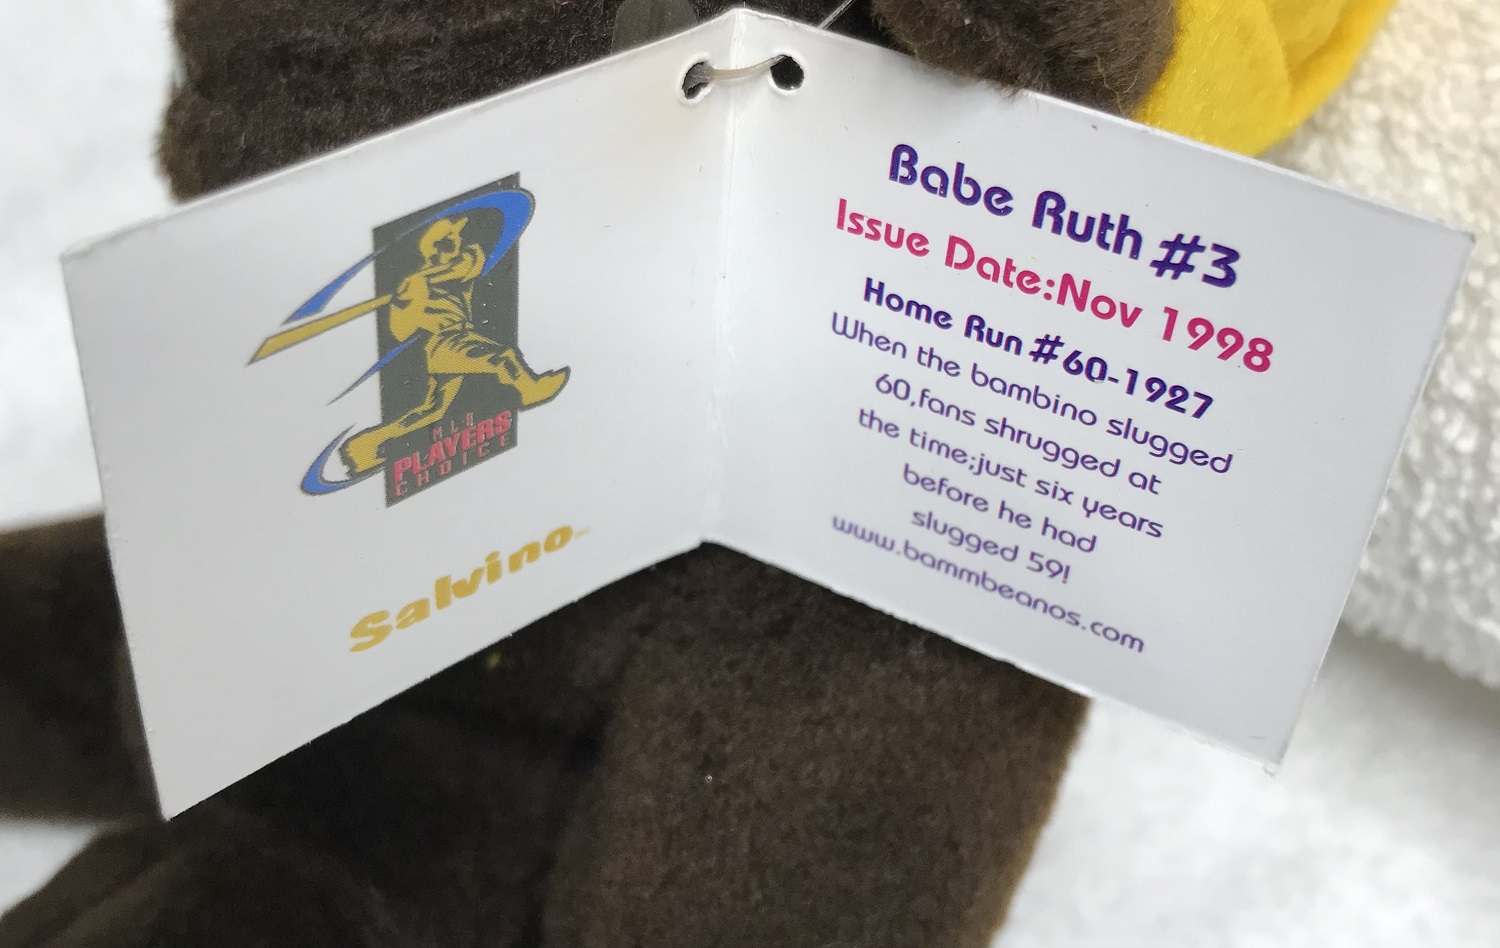 MLB
PLAYERS
CHOICE
Salvino
Babe Ruth #3
Issue Date:Nov 1998
Home Run #60-1927
When the bambino slugged
60,fans shrugged at
the time;just six years
before he had
slugged 59!
www.bammbeanos.com